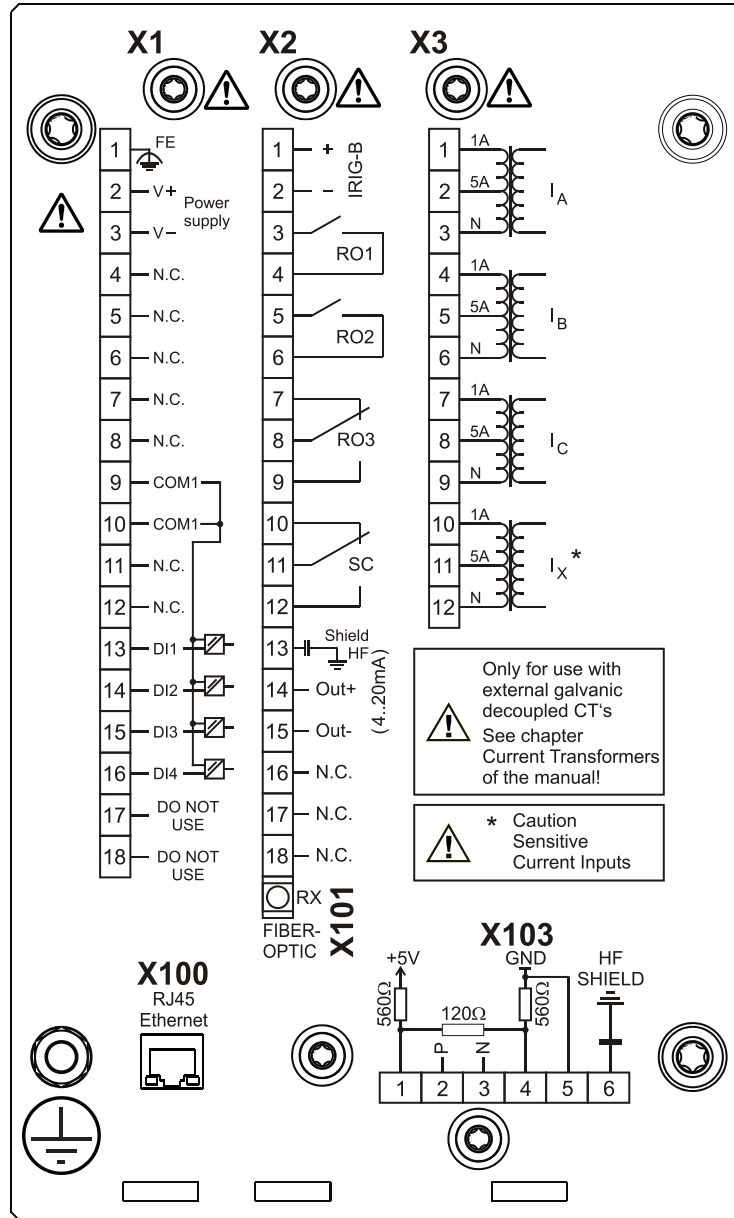 X1
X2
X3
1
FE
2
V+
Power
supply
3
V-
4
N.C.
5
N.C.
6
N.C.
7
N.C.
8
N.C.
9
COM1
10
COM1
11
N.C.
12
N.C.
13
DI1
14
DI2
15
DI3
16
DI4
17
DO NOT
USE
18
DO NOT
USE
1
+
IRIG-B
2
-
3
RO1
4
5
RO2
6
7
8
RO3
9
10
11
SC
12
13
Shield
HF
14
Out+
(4..20mA)
15
Out-
16
N.C.
17
N.C.
18
N.C.
RX
FIBER-
OPTIC
X101
1
1A
2
5A
IA
3
N
4
1A
5
5A
IB
6
N
7
1A
8
5A
IC
9
N
10
1A
11
5A
IX*
12
N
Only for use with
external galvanic
decoupled CT's
See chapter
Current Transformers
of the manual!
* Caution
Sensitive
Current Inputs
X100
RJ45
Ethernet
X103
+5V
GND
HF
SHIELD
560Ω
120Ω
560Ω
P
N
1
2
3
4
5
6